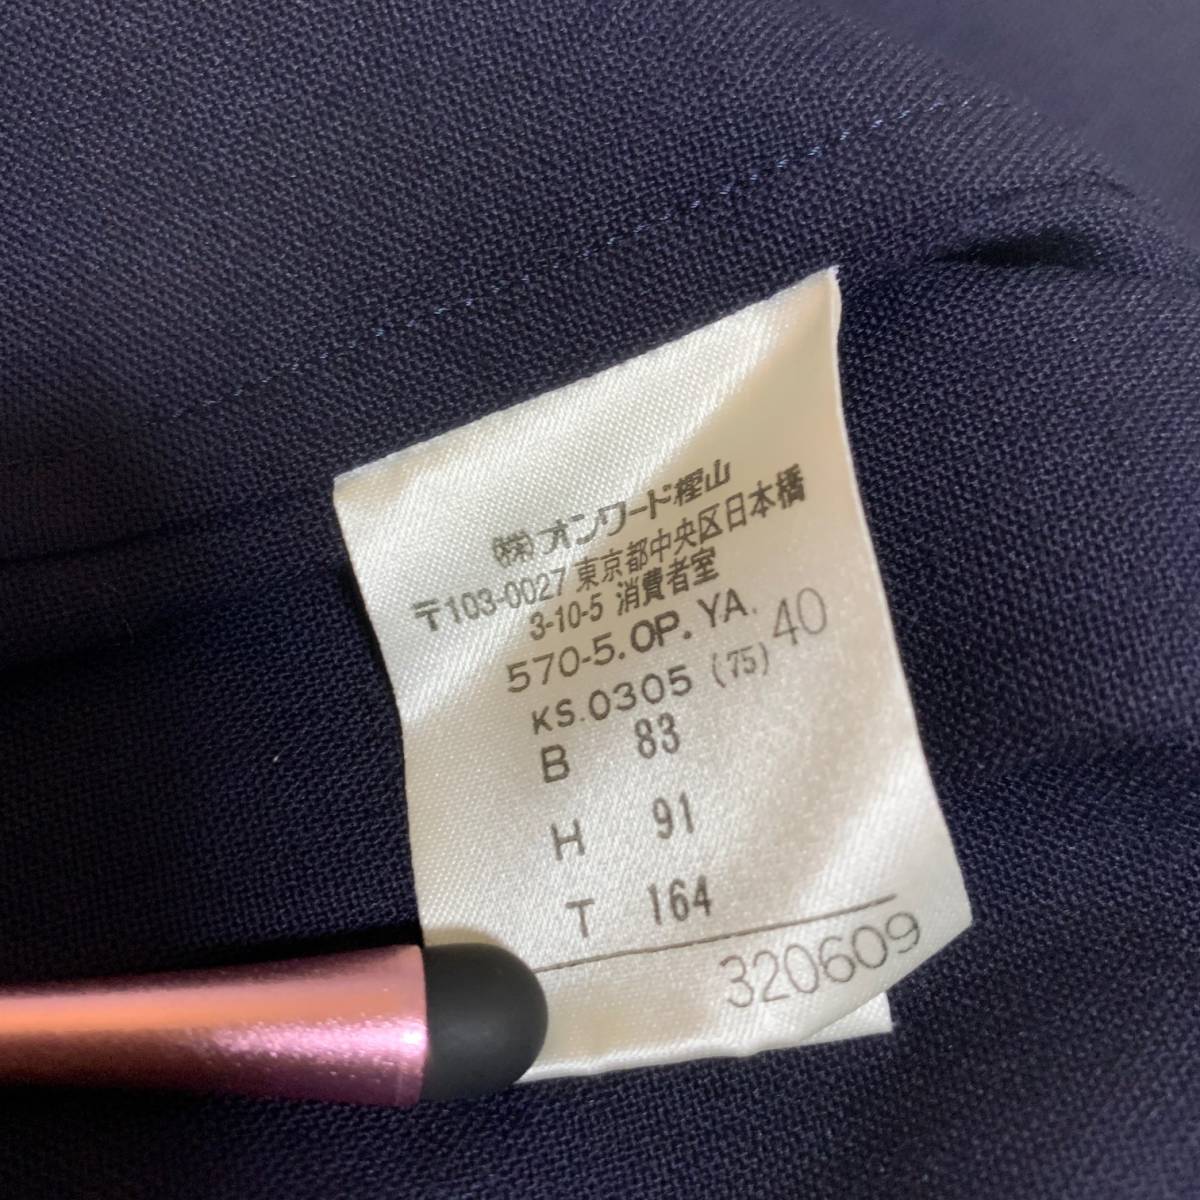 ㈱オンワード樫山
〒103-0027 東京都中央区日本橋
3-10-5 消費者室
570-5.OP.YA. 40
KS.0305 (75)
B 83
H 91
T 164
320609